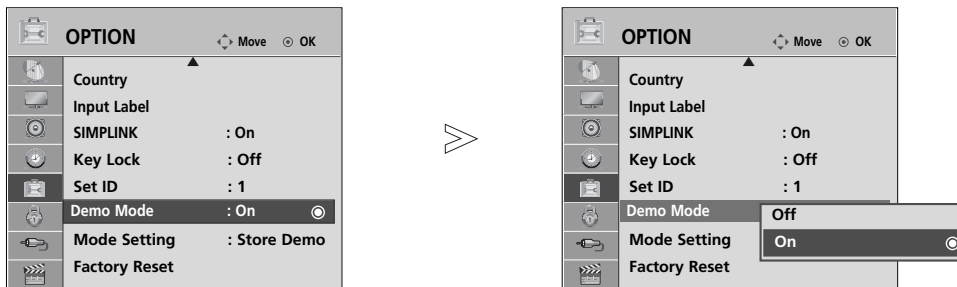 OPTION Move OK
Country
Input Label
SIMPLINK : On
Key Lock : Off
Set ID : 1
Demo Mode : On
Mode Setting : Store Demo
Factory Reset
OPTION Move OK
Country
Input Label
SIMPLINK : On
Key Lock : Off
Set ID : 1
Demo Mode
Off
On
Mode Setting
Factory Reset